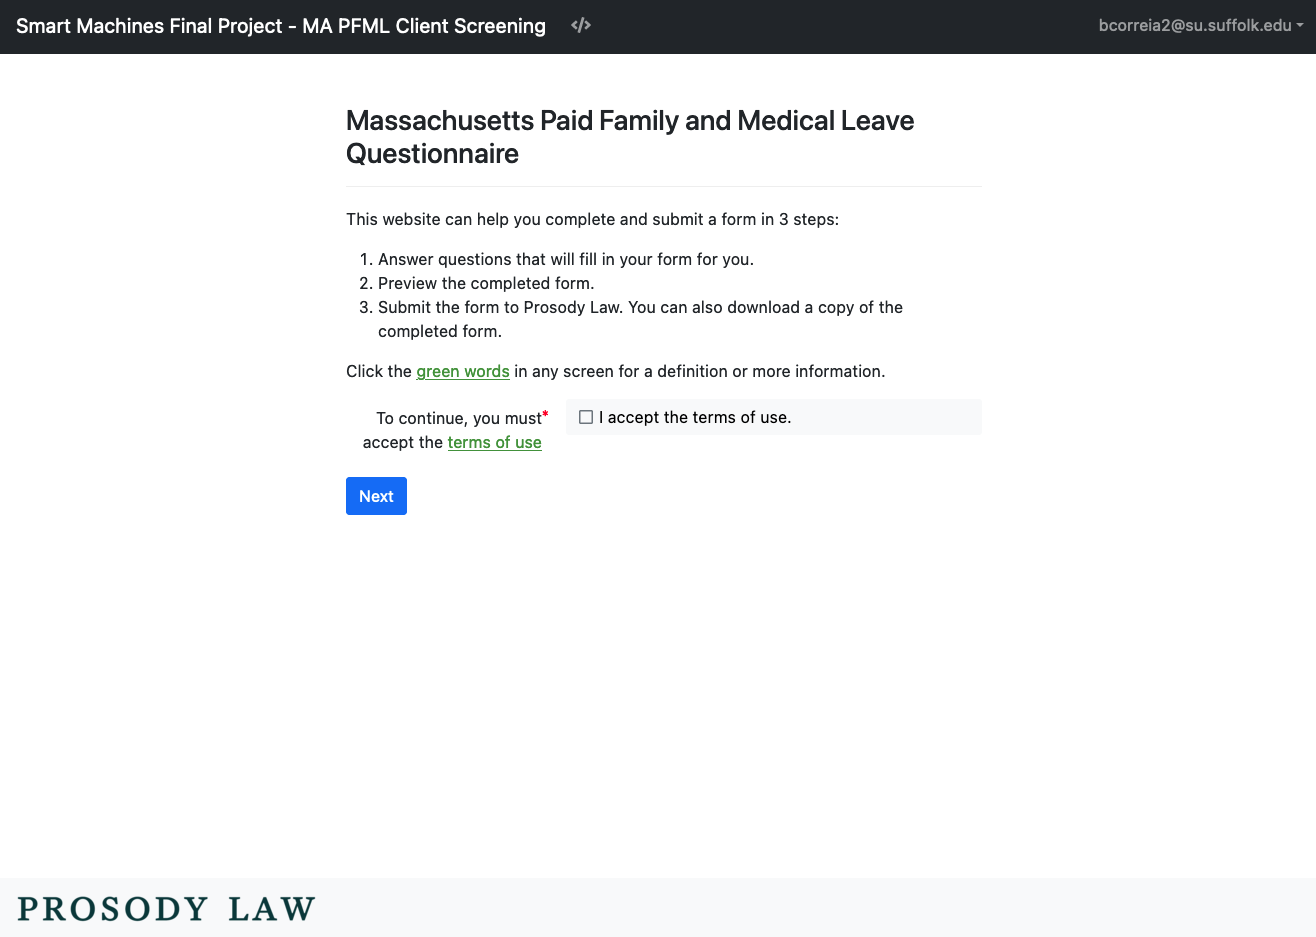 Smart Machines Final Project - MA PFML Client Screening </>
bcorreia2@su.suffolk.edu
Massachusetts Paid Family and Medical Leave
Questionnaire
This website can help you complete and submit a form in 3 steps:
1. Answer questions that will fill in your form for you.
2. Preview the completed form.
3. Submit the form to Prosody Law. You can also download a copy of the
completed form.
Click the green words in any screen for a definition or more information.
To continue, you must*
accept the terms of use
I accept the terms of use.
Next
PROSODY LAW